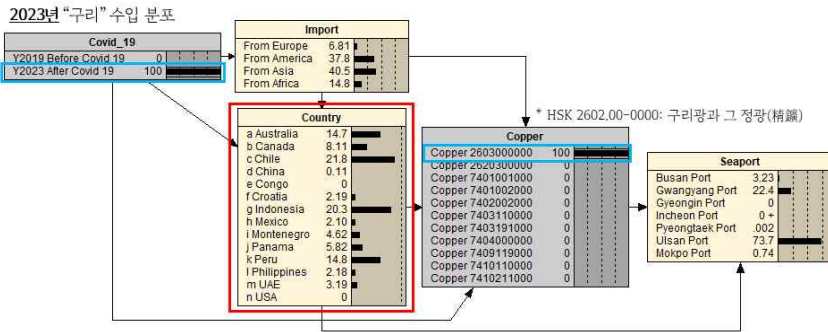 2023년 “구리” 수입 분포
Covid_19
Y2019 Before Covid 19 0
Y2023 After Covid 19 100
Import
From Europe 6.81
From America 37.8
From Asia 40.5
From Africa 14.8
Country
a Australia 14.7
b Canada 8.11
c Chile 21.8
d China 0.11
e Congo 0
f Croatia 2.19
g Indonesia 20.3
h Mexico 2.10
i Montenegro 4.62
j Panama 5.82
k Peru 14.8
l Philippines 2.18
m UAE 3.19
n USA 0
* HSK 2602.00-0000: 구리광과 그 정광(精鑛)
Copper
Copper 2603000000 100
Copper 2620300000 0
Copper 7401001000 0
Copper 7401002000 0
Copper 7402002000 0
Copper 7403110000 0
Copper 7403191000 0
Copper 7404000000 0
Copper 7409119000 0
Copper 7410110000 0
Copper 7410211000 0
Seaport
Busan Port 3.23
Gwangyang Port 22.4
Gyeongin Port 0
Incheon Port 0 +
Pyeongtaek Port .002
Ulsan Port 73.7
Mokpo Port 0.74